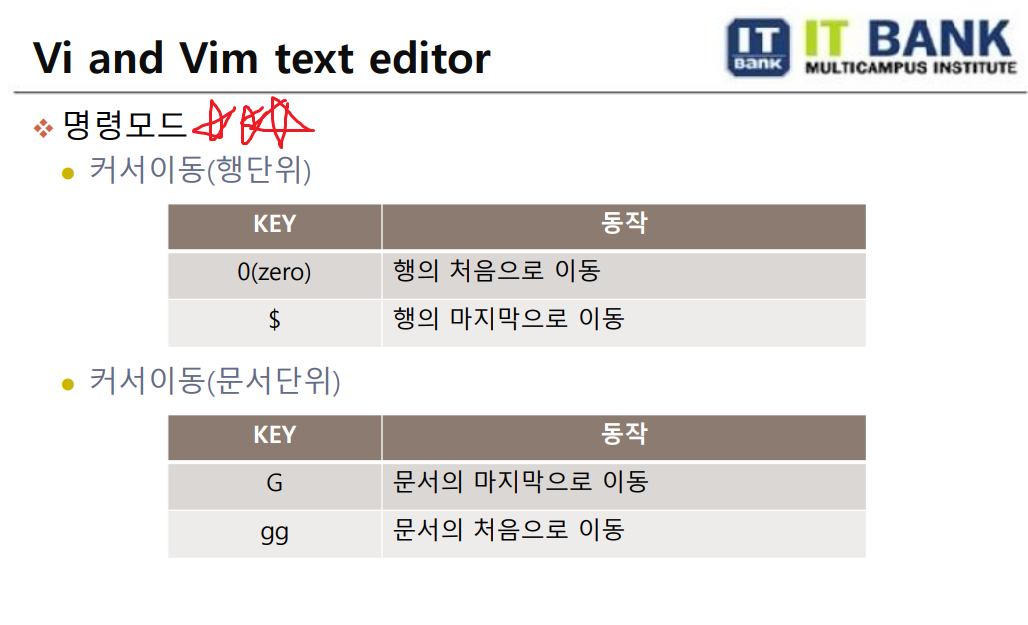 Vi and Vim text editor
IT BANK
IT BANK
MULTICAMPUS INSTITUTE
명령모드
커서이동(행단위)
KEY 동작
0(zero) 행의 처음으로 이동
$ 행의 마지막으로 이동
커서이동(문서단위)
KEY 동작
G 문서의 마지막으로 이동
gg 문서의 처음으로 이동